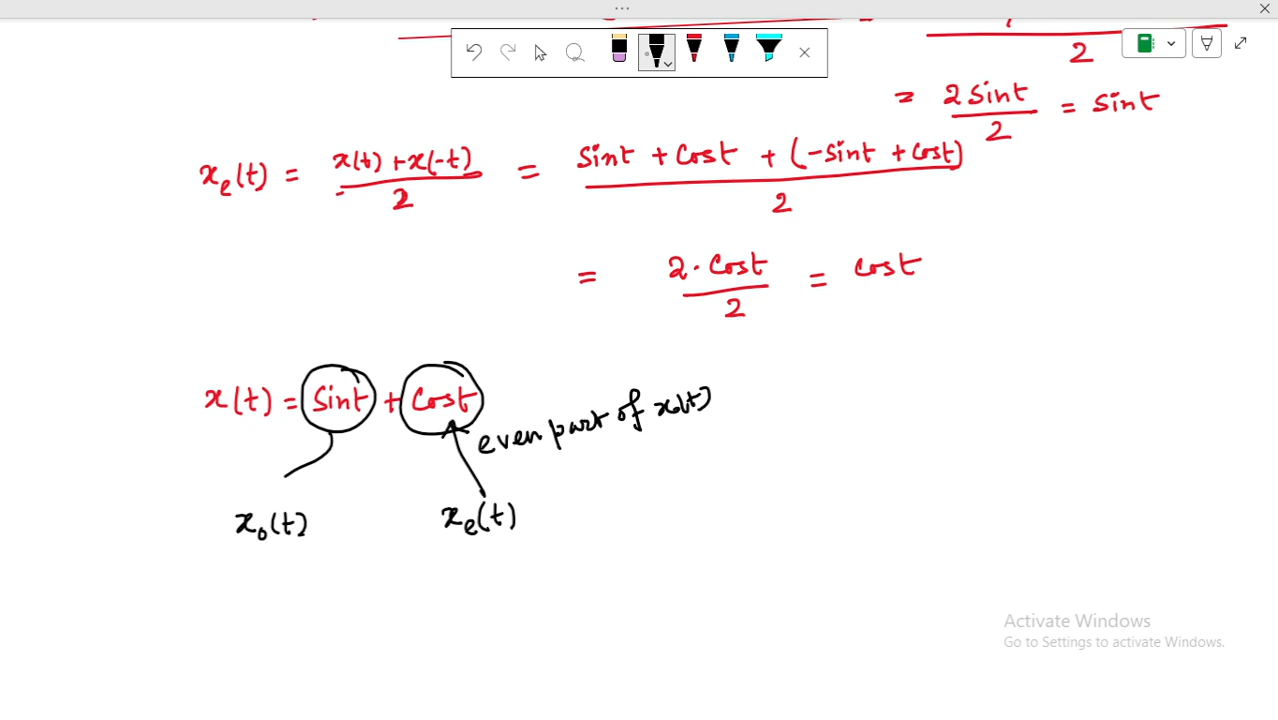 2
= 2 Sint / 2 = Sint
x_e(t) = x(t) + x(-t) / 2 = Sint + Cost + (-Sint + Cost) / 2
= 2 · Cost / 2 = Cost
x(t) = Sint + Cost
even part of x(t)
x_o(t) x_e(t)
Activate Windows
Go to Settings to activate Windows.